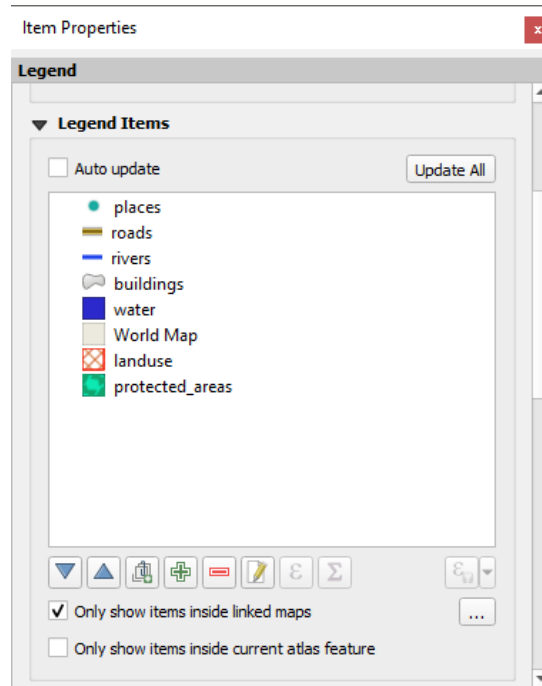 Item Properties
x
Legend
Legend Items
Auto update
Update All
places
roads
rivers
buildings
water
World Map
landuse
protected_areas
ε Σ ε
Only show items inside linked maps
...
Only show items inside current atlas feature